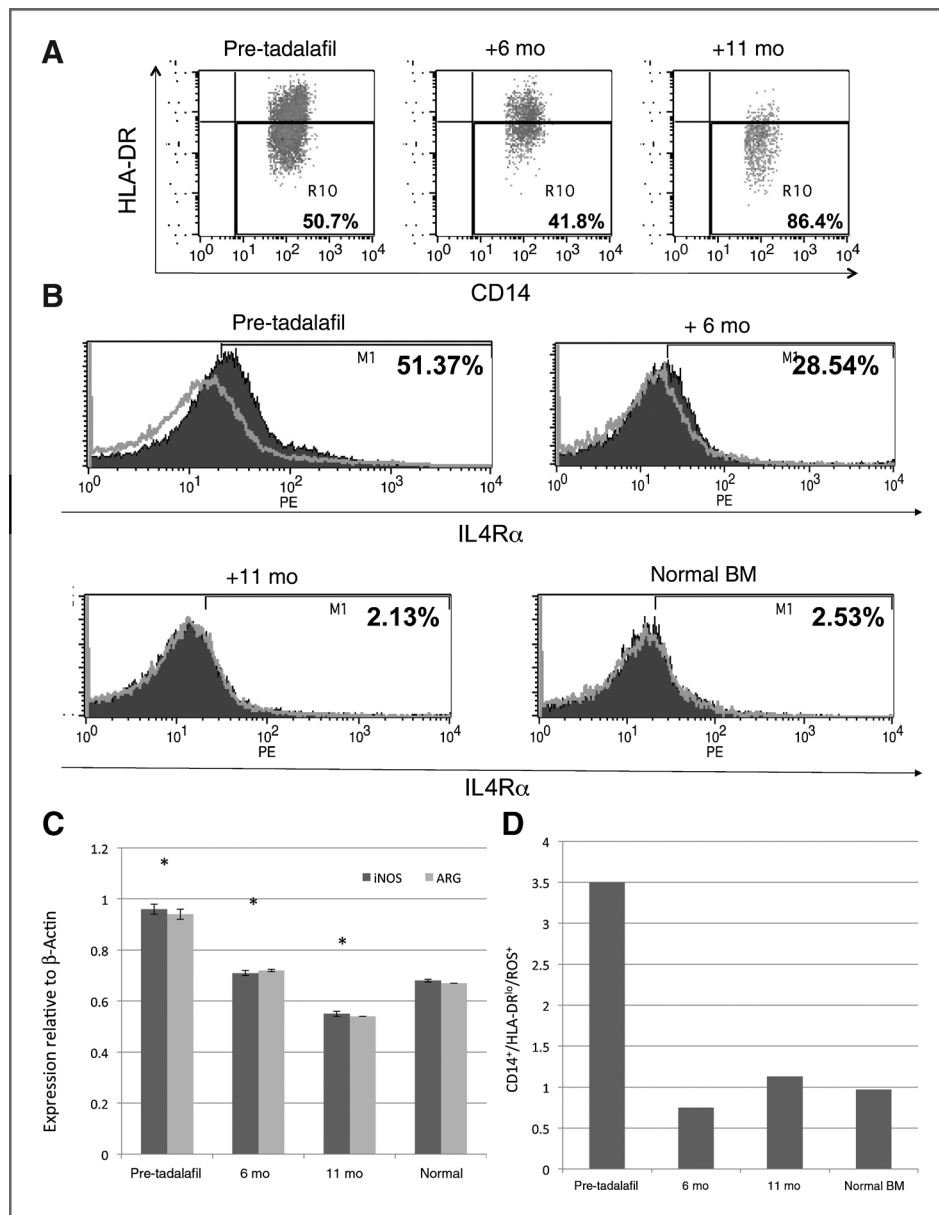 A
Pre-tadalafil
+6 mo
+11 mo
HLA-DR
R10
50.7%
R10
41.8%
R10
86.4%
10⁰ 10¹ 10² 10³ 10⁴
10⁰ 10¹ 10² 10³ 10⁴
10⁰ 10¹ 10² 10³ 10⁴
CD14
B
Pre-tadalafil
+ 6 mo
M1
51.37%
M1
28.54%
10⁰ 10¹ 10² 10³ 10⁴
PE
10⁰ 10¹ 10² 10³ 10⁴
PE
IL4Rα
+11 mo
Normal BM
M1
2.13%
M1
2.53%
10⁰ 10¹ 10² 10³ 10⁴
PE
10⁰ 10¹ 10² 10³ 10⁴
PE
IL4Rα
C
Expression relative to β-Actin
1.2
1
0.8
0.6
0.4
0.2
0
*
*
*
iNOS
ARG
Pre-tadalafil
6 mo
11 mo
Normal
D
CD14⁺/HLA-DRˡᵒ/ROS⁺
4
3.5
3
2.5
2
1.5
1
0.5
0
Pre-tadalafil
6 mo
11 mo
Normal BM